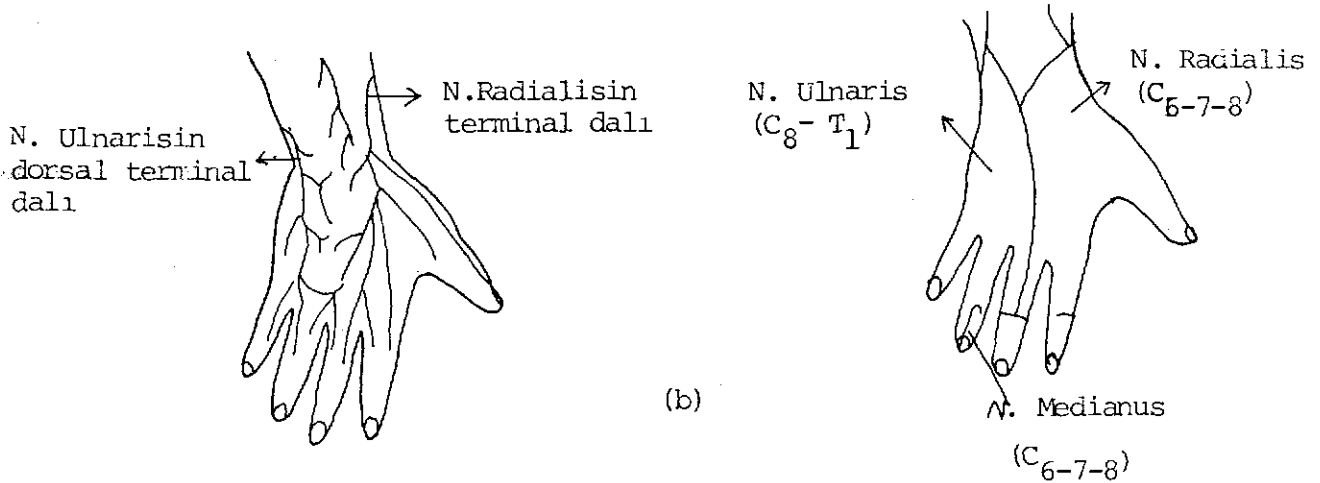 N. Ulnarisin
dorsal terminal
dalı
N.Radialisin
terminal dalı
N. Ulnaris
(C8- T1)
N. Radialis
(C6-7-8)
(b)
N. Medianus
(C6-7-8)